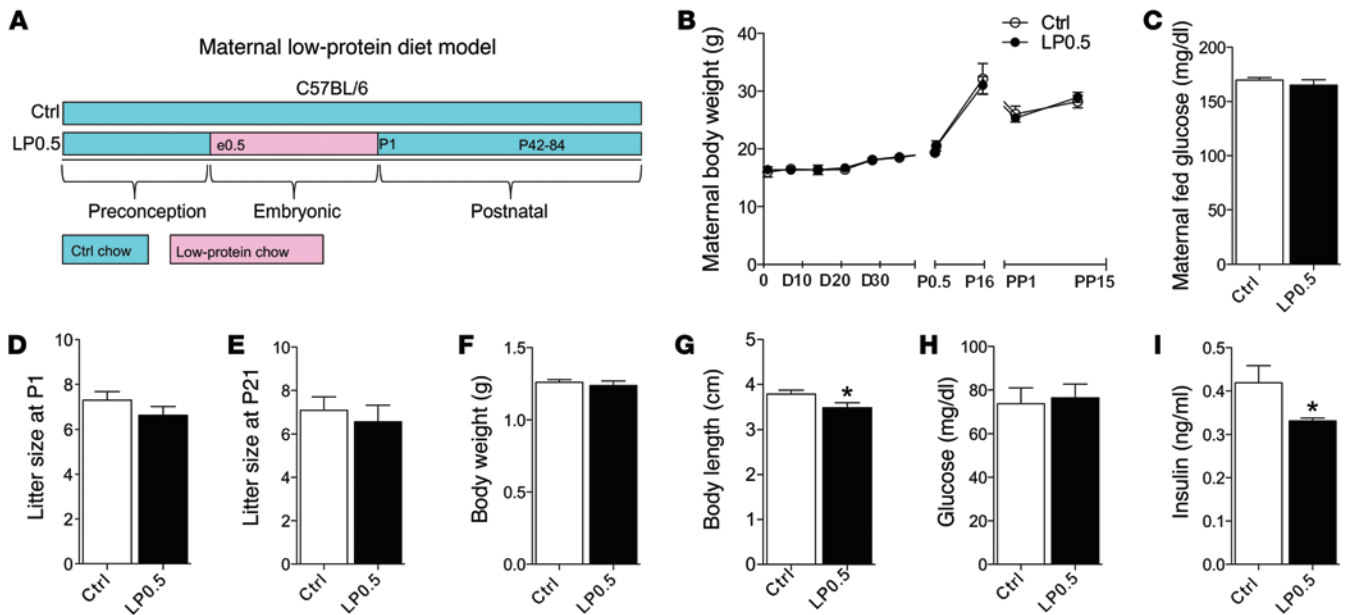 A
Maternal low-protein diet model
C57BL/6
Ctrl
LP0.5
e0.5
P1
P42-84
Preconception
Embryonic
Postnatal
Ctrl chow
Low-protein chow
B
Maternal body weight (g)
40
30
20
10
0
0
D10
D20
D30
P0.5
P16
PP1
PP15
Ctrl
LP0.5
C
Maternal fed glucose (mg/dl)
200
150
100
50
0
Ctrl
LP0.5
D
Litter size at P1
10
8
6
4
2
0
Ctrl
LP0.5
E
Litter size at P21
10
8
6
4
2
0
Ctrl
LP0.5
F
Body weight (g)
1.5
1.0
0.5
0.0
Ctrl
LP0.5
G
Body length (cm)
5
4
3
2
1
0
*
Ctrl
LP0.5
H
Glucose (mg/dl)
100
80
60
40
20
0
Ctrl
LP0.5
I
Insulin (ng/ml)
0.5
0.4
0.3
0.2
0.1
0.0
*
Ctrl
LP0.5